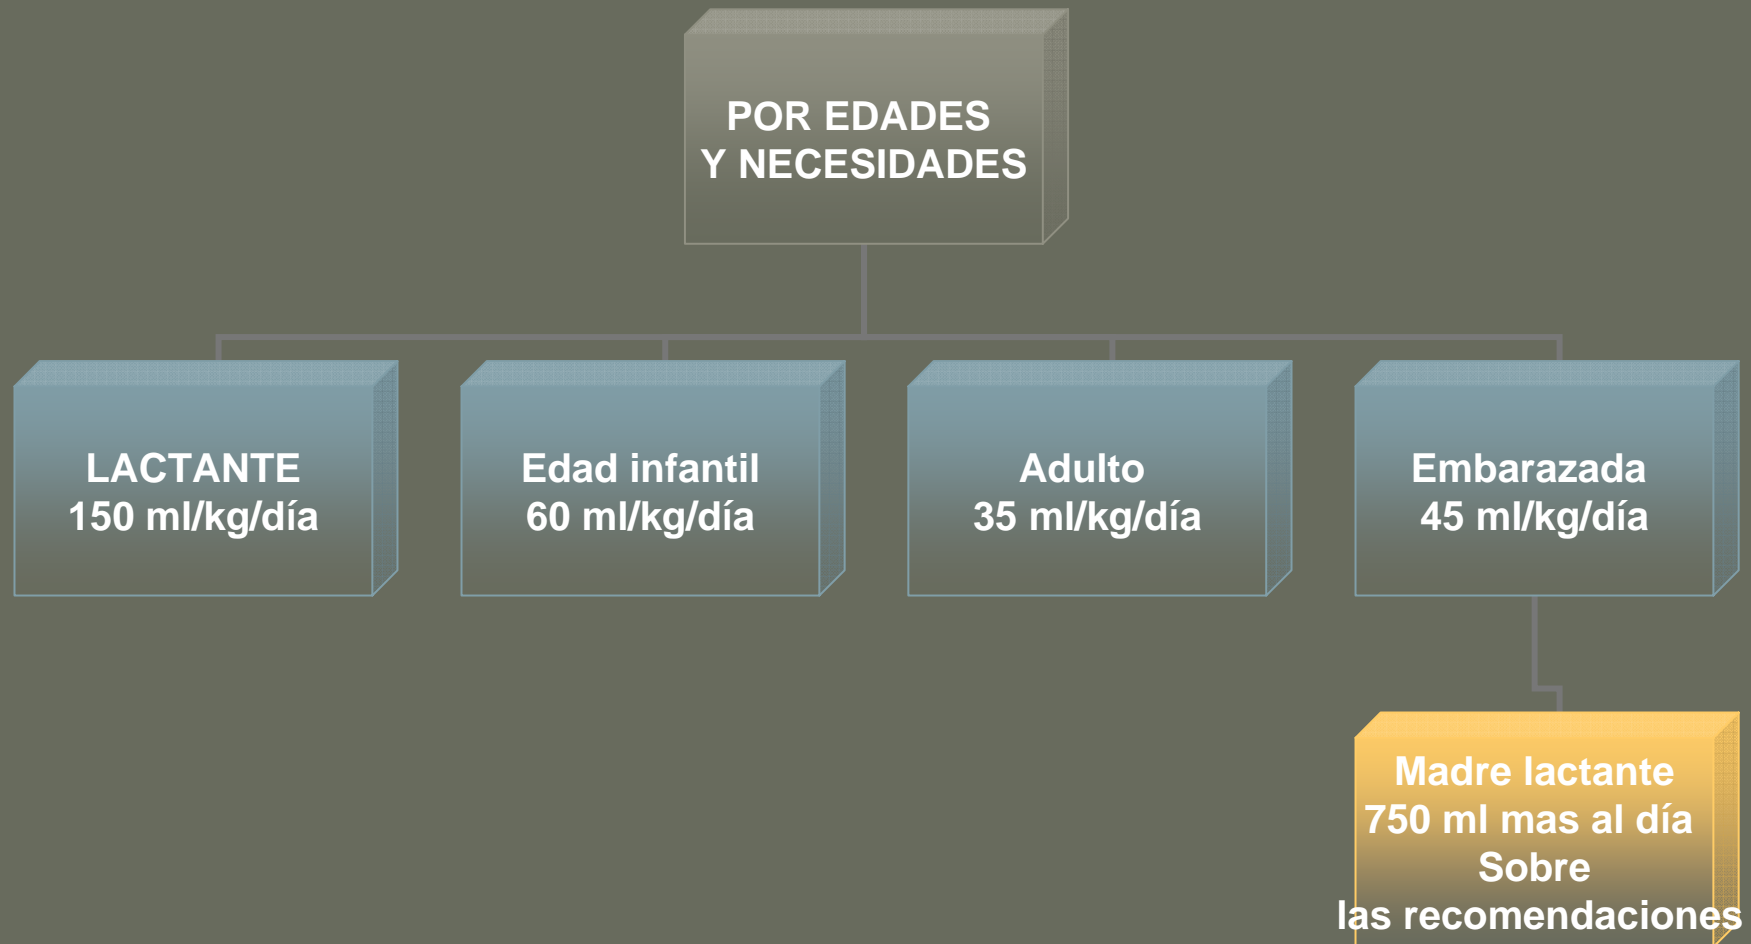 POR EDADES
Y NECESIDADES
LACTANTE
150 ml/kg/día
Edad infantil
60 ml/kg/día
Adulto
35 ml/kg/día
Embarazada
45 ml/kg/día
Madre lactante
750 ml mas al día
Sobre
las recomendaciones